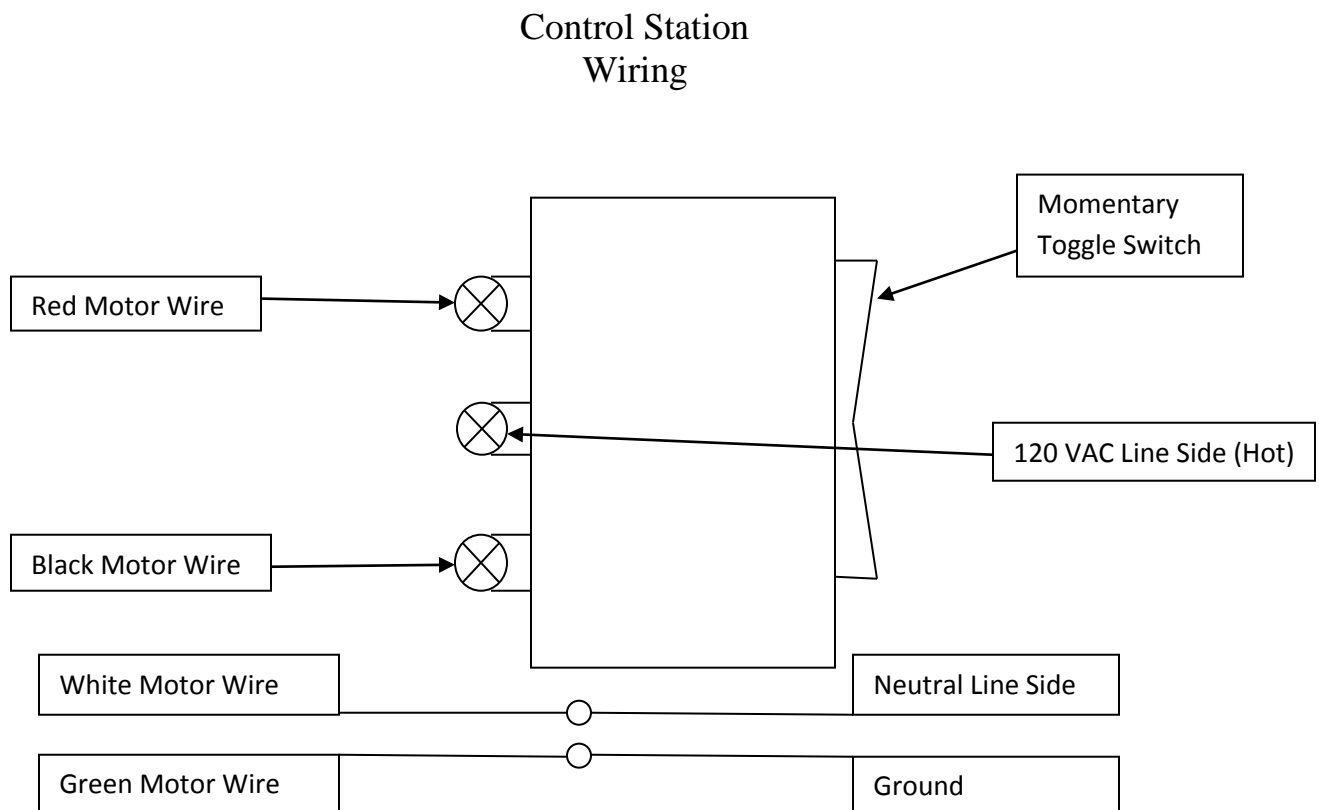 Control Station
Wiring
Momentary
Toggle Switch
Red Motor Wire
120 VAC Line Side (Hot)
Black Motor Wire
White Motor Wire
Neutral Line Side
Green Motor Wire
Ground